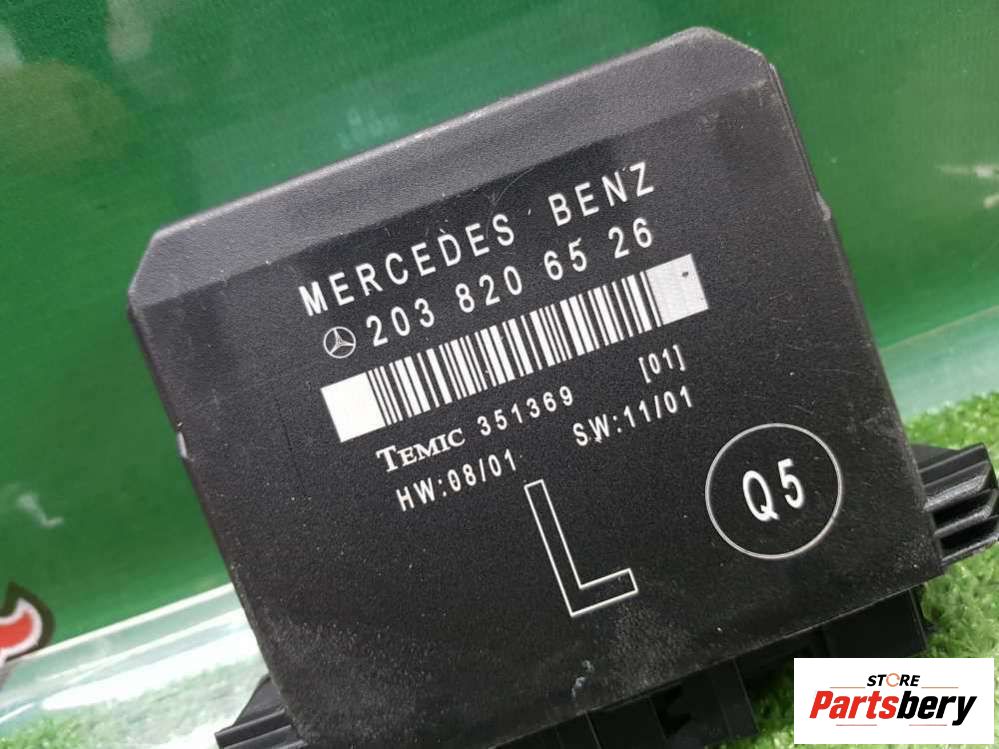 MERCEDES BENZ
203 820 65 26
TEMIC 351369 [01]
HW:08/01 SW:11/01
L
Q5
STORE
Partsbery